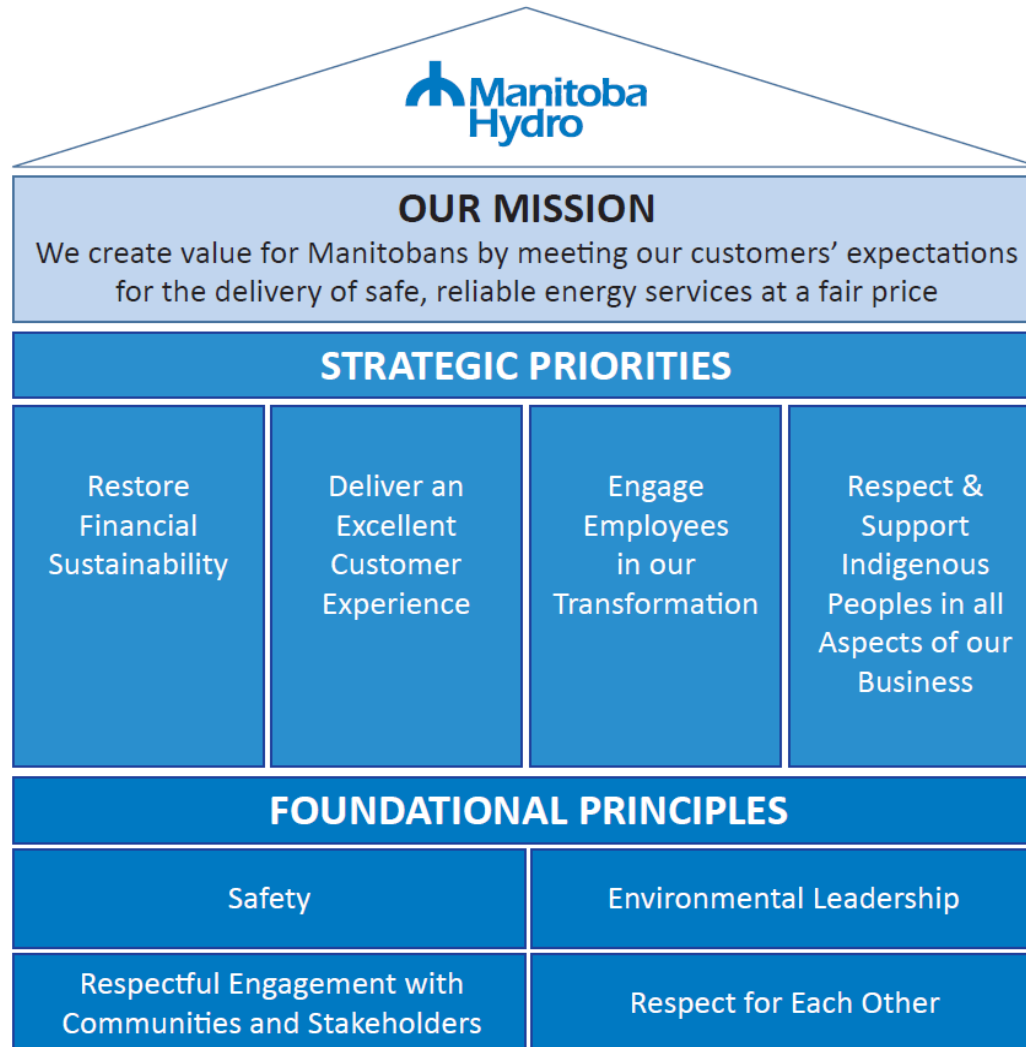 Manitoba
Hydro
OUR MISSION
We create value for Manitobans by meeting our customers’ expectations
for the delivery of safe, reliable energy services at a fair price
STRATEGIC PRIORITIES
Restore
Financial
Sustainability
Deliver an
Excellent
Customer
Experience
Engage
Employees
in our
Transformation
Respect &
Support
Indigenous
Peoples in all
Aspects of our
Business
FOUNDATIONAL PRINCIPLES
Safety
Environmental Leadership
Respectful Engagement with
Communities and Stakeholders
Respect for Each Other